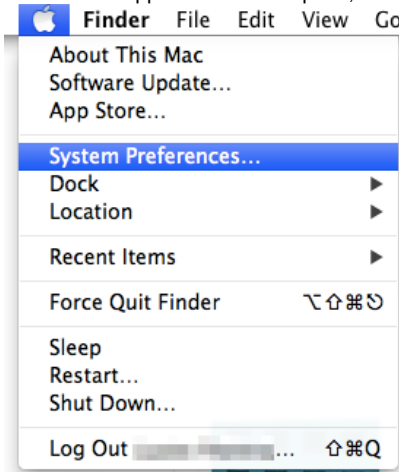 Finder File Edit View Go
About This Mac
Software Update...
App Store...
System Preferences...
Dock ▶
Location ▶
Recent Items ▶
Force Quit Finder ⌥⇧⌘⎋
Sleep
Restart...
Shut Down...
Log Out ... ⇧⌘Q